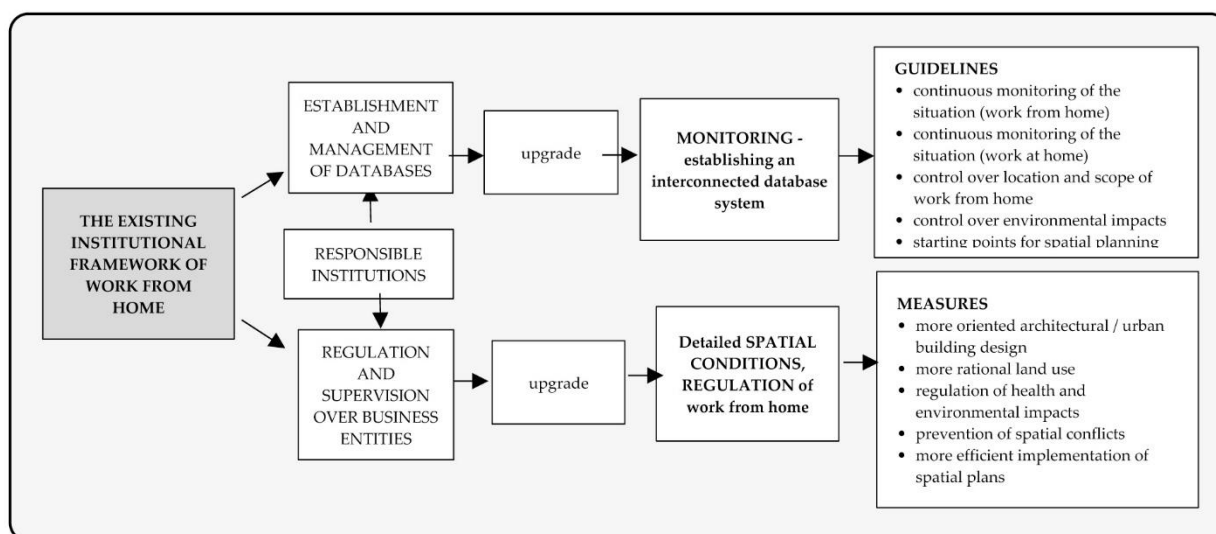 THE EXISTING
INSTITUTIONAL
FRAMEWORK OF
WORK FROM
HOME
ESTABLISHMENT
AND
MANAGEMENT
OF DATABASES
RESPONSIBLE
INSTITUTIONS
REGULATION
AND
SUPERVISION
OVER BUSINESS
ENTITIES
upgrade
upgrade
MONITORING -
establishing an
interconnected database
system
Detailed SPATIAL
CONDITIONS,
REGULATION of
work from home
GUIDELINES
• continuous monitoring of the
situation (work from home)
• continuous monitoring of the
situation (work at home)
• control over location and scope of
work from home
• control over environmental impacts
• starting points for spatial planning
MEASURES
• more oriented architectural / urban
building design
• more rational land use
• regulation of health and
environmental impacts
• prevention of spatial conflicts
• more efficient implementation of
spatial plans